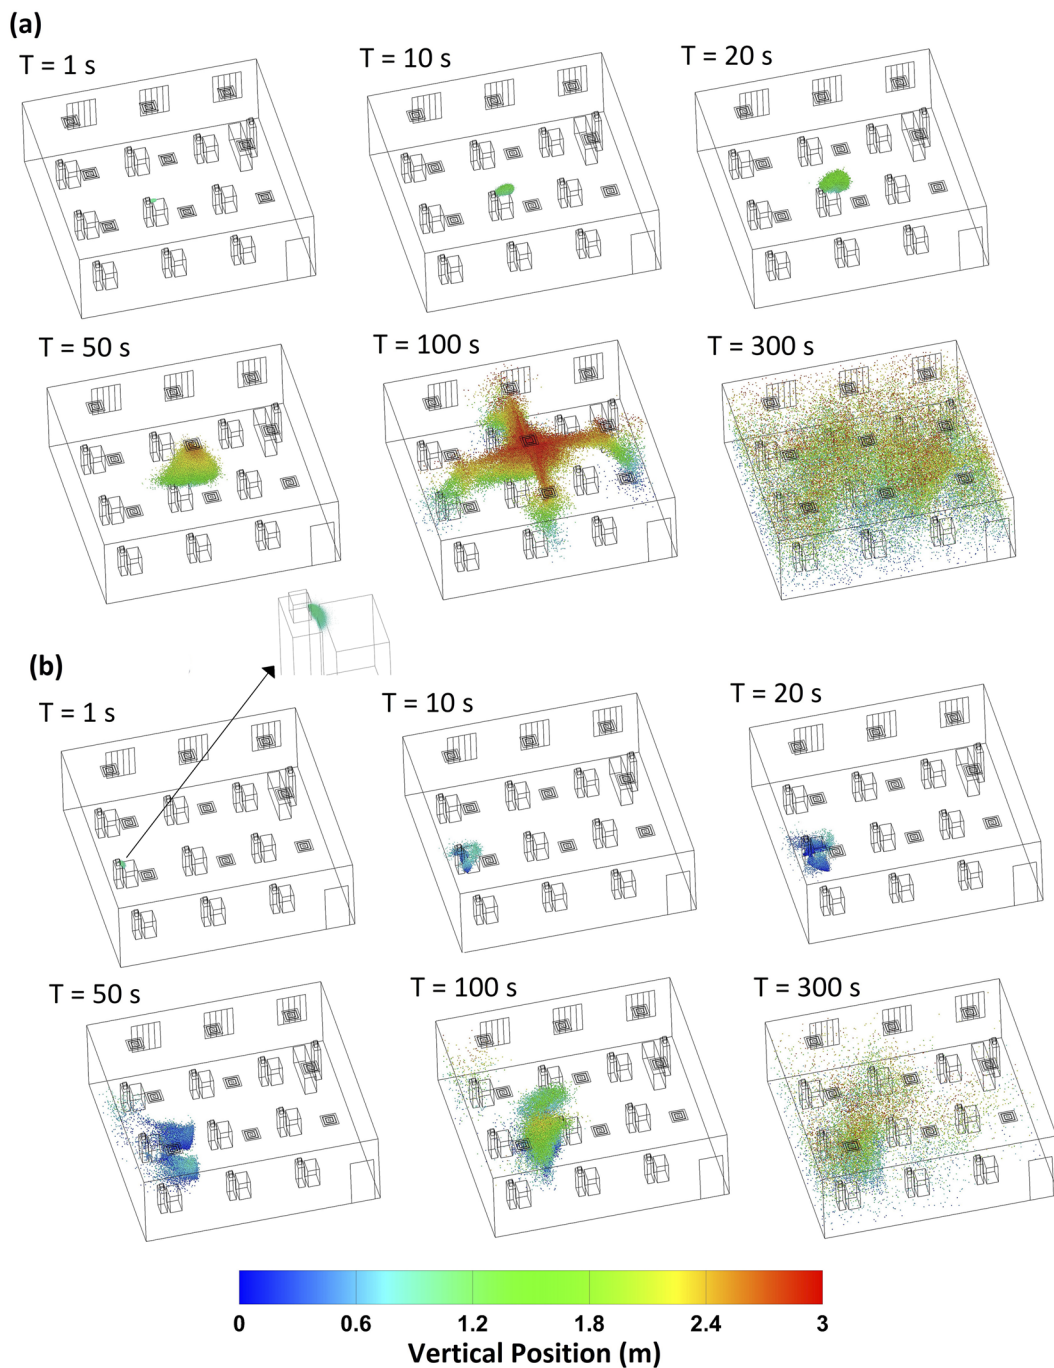 (a)
T = 1 s
T = 10 s
T = 20 s
T = 50 s
T = 100 s
T = 300 s
(b)
T = 1 s
T = 10 s
T = 20 s
T = 50 s
T = 100 s
T = 300 s
0 0.6 1.2 1.8 2.4 3
Vertical Position (m)